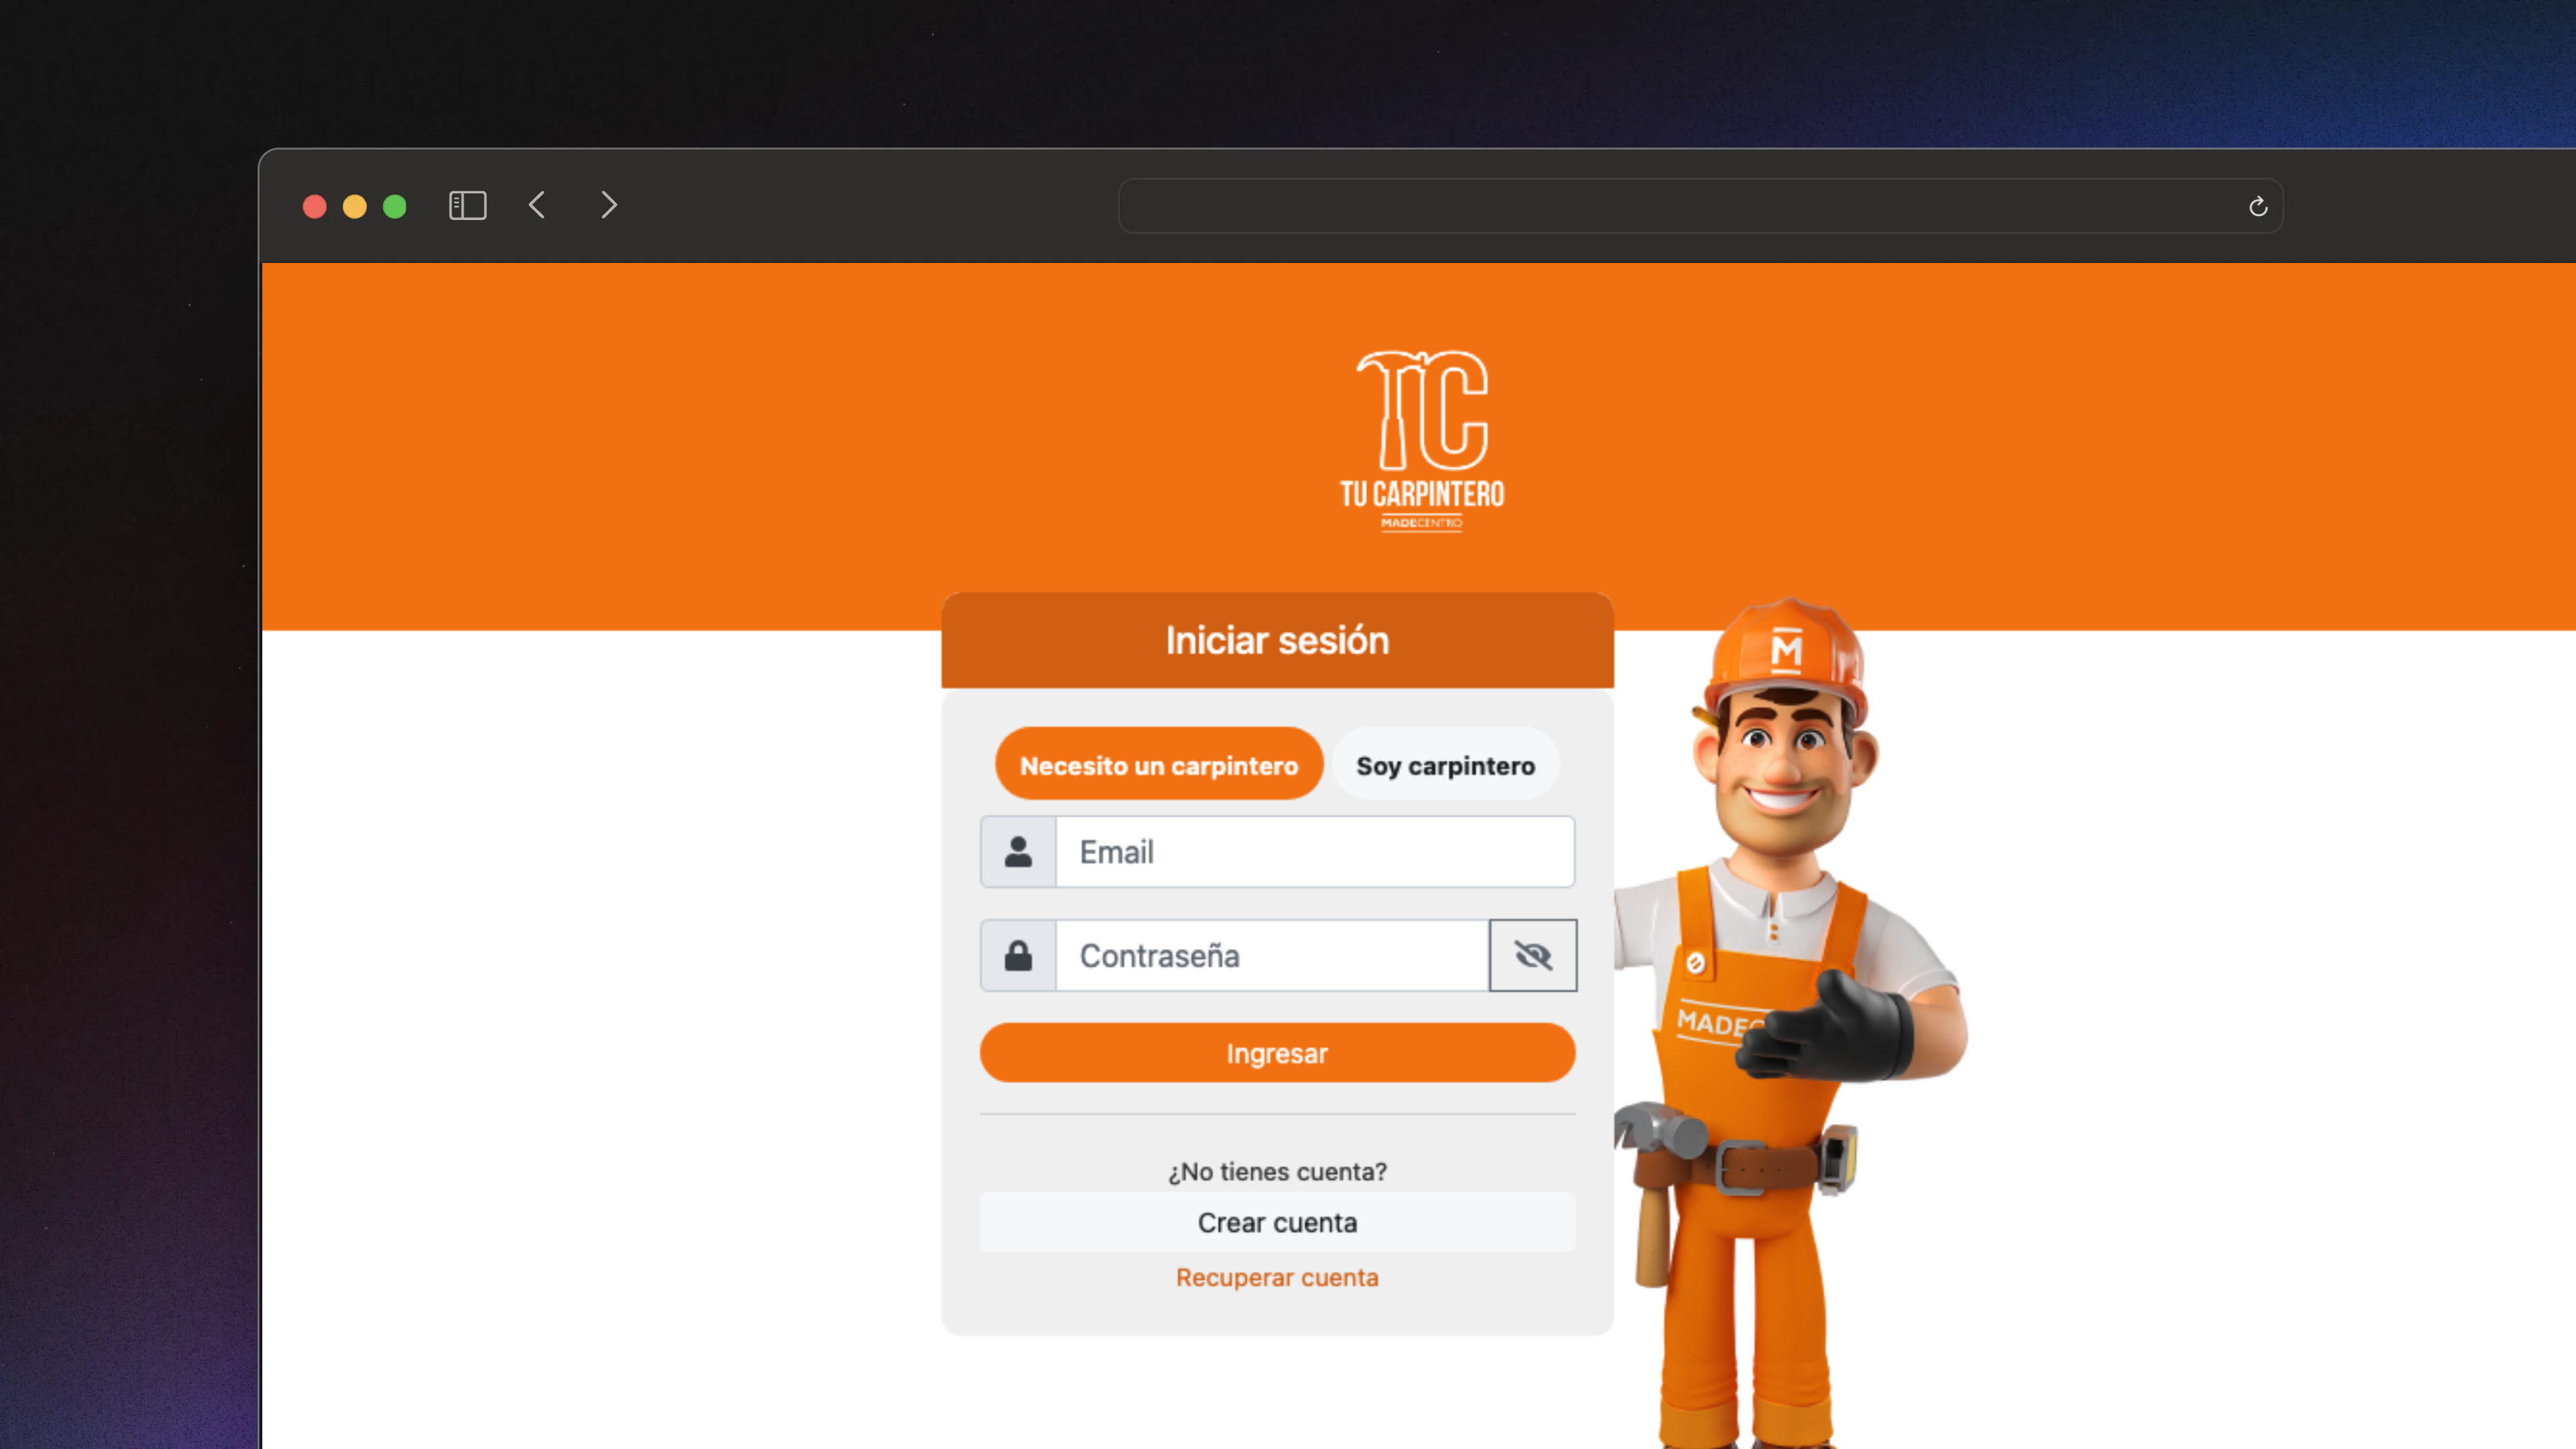 TC
TU CARPINTERO
MADECENTRO
Iniciar sesión
M
Necesito un carpintero
Soy carpintero
Email
Contraseña
MADEC
Ingresar
¿No tienes cuenta?
Crear cuenta
Recuperar cuenta